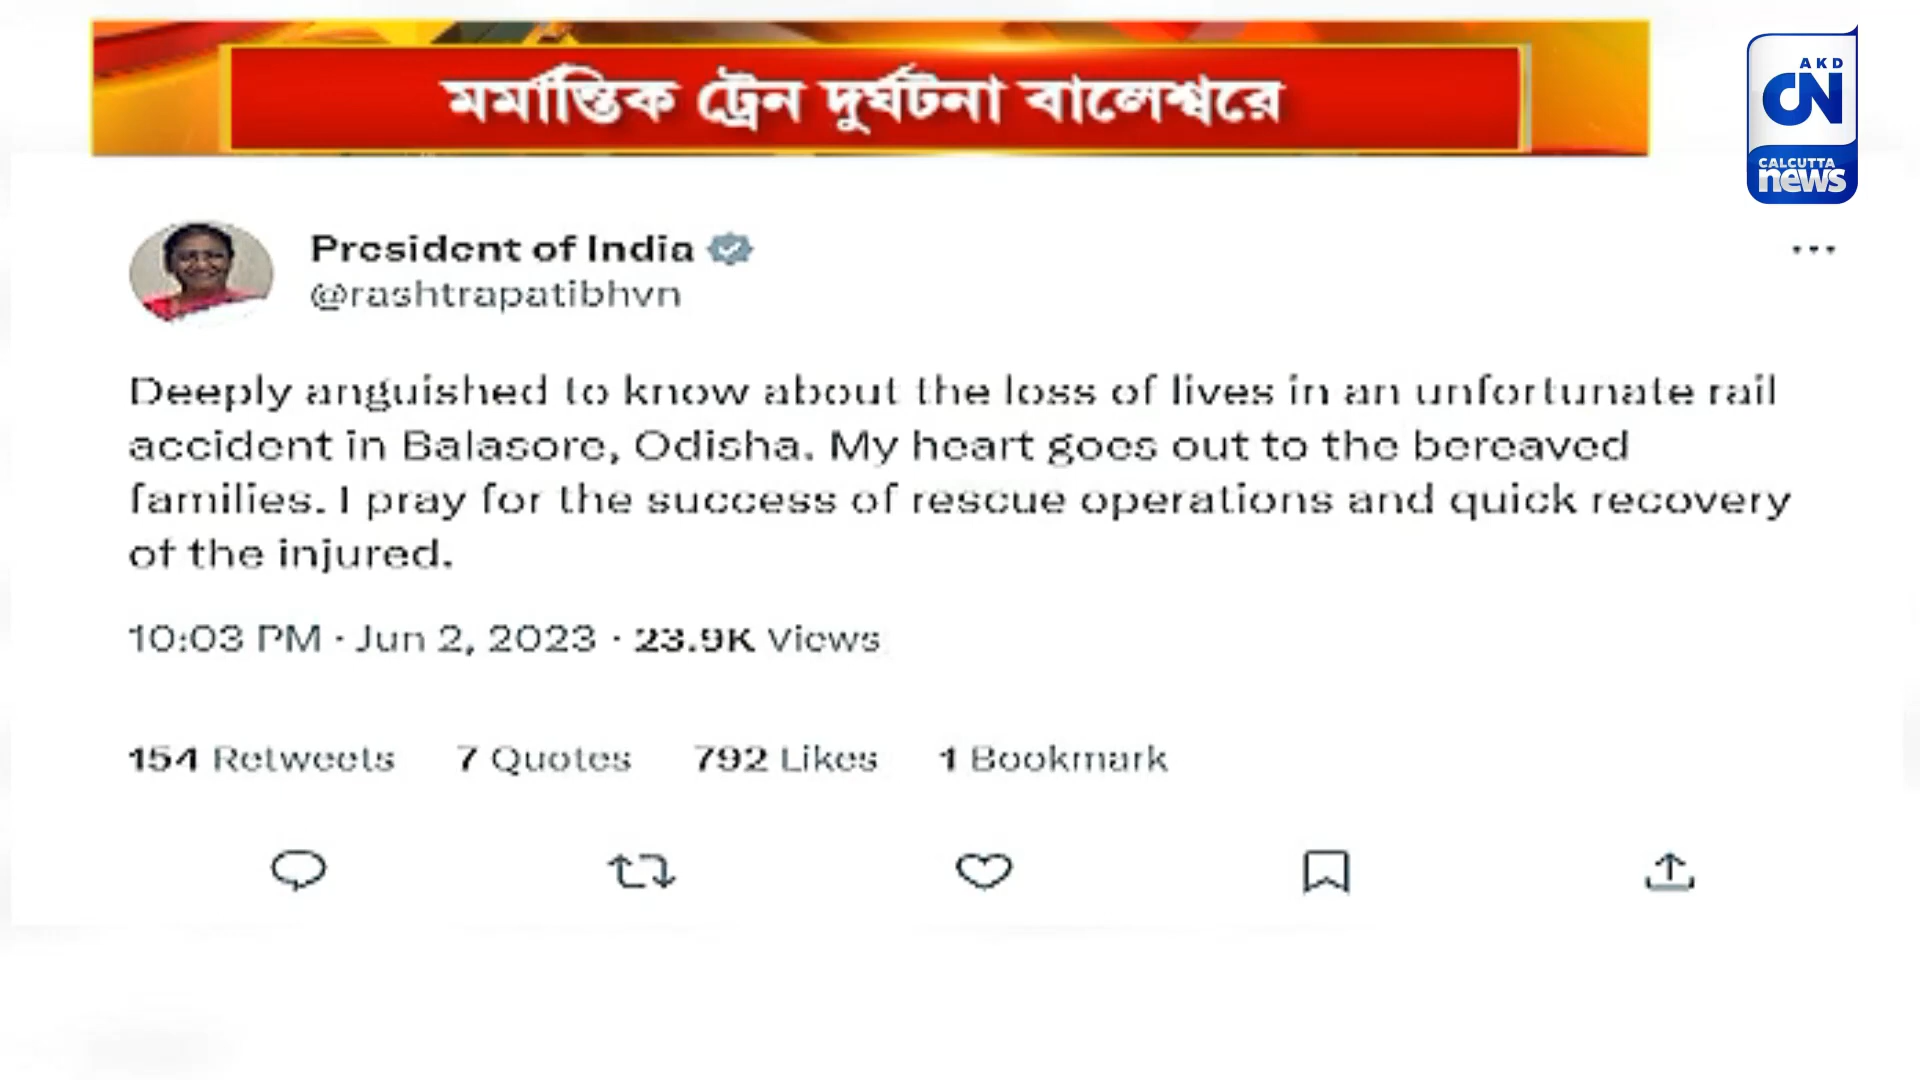 মর্মান্তিক ট্রেন দুর্ঘটনা বালেশ্বরে
AKD
CN
CALCUTTA
news
President of India
@rashtrapatibhvn
Deeply anguished to know about the loss of lives in an unfortunate rail
accident in Balasore, Odisha. My heart goes out to the bereaved
families. I pray for the success of rescue operations and quick recovery
of the injured.
10:03 PM · Jun 2, 2023 · 23.9K Views
154 Retweets 7 Quotes 792 Likes 1 Bookmark